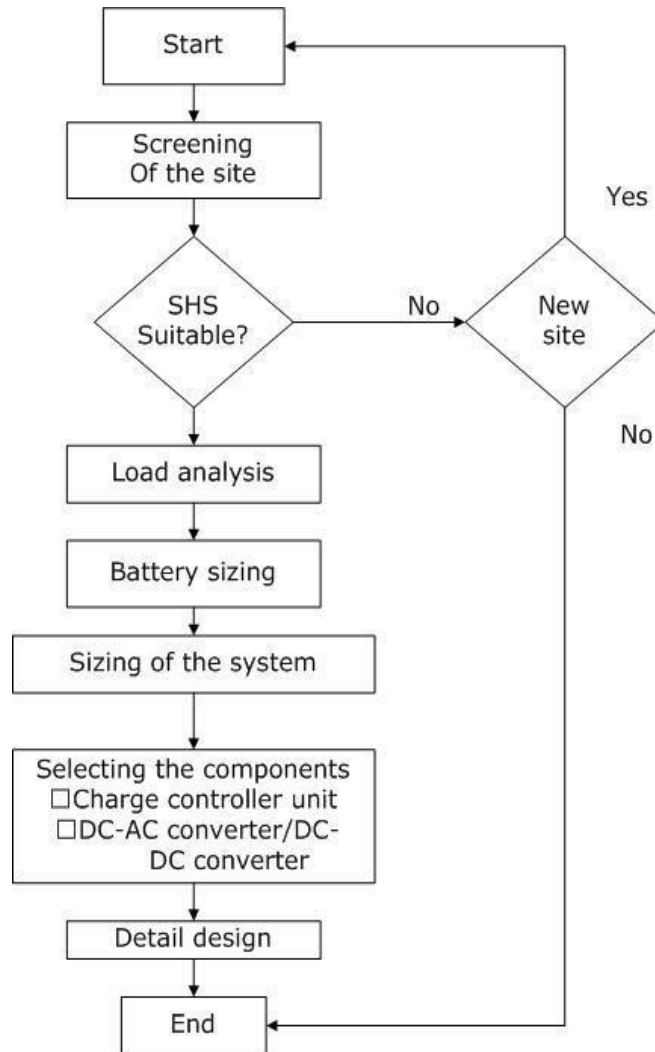 Start
Screening
Of the site
Yes
SHS
Suitable?
No
New
site
No
Load analysis
Battery sizing
Sizing of the system
Selecting the components
□Charge controller unit
□DC-AC converter/DC-
DC converter
Detail design
End